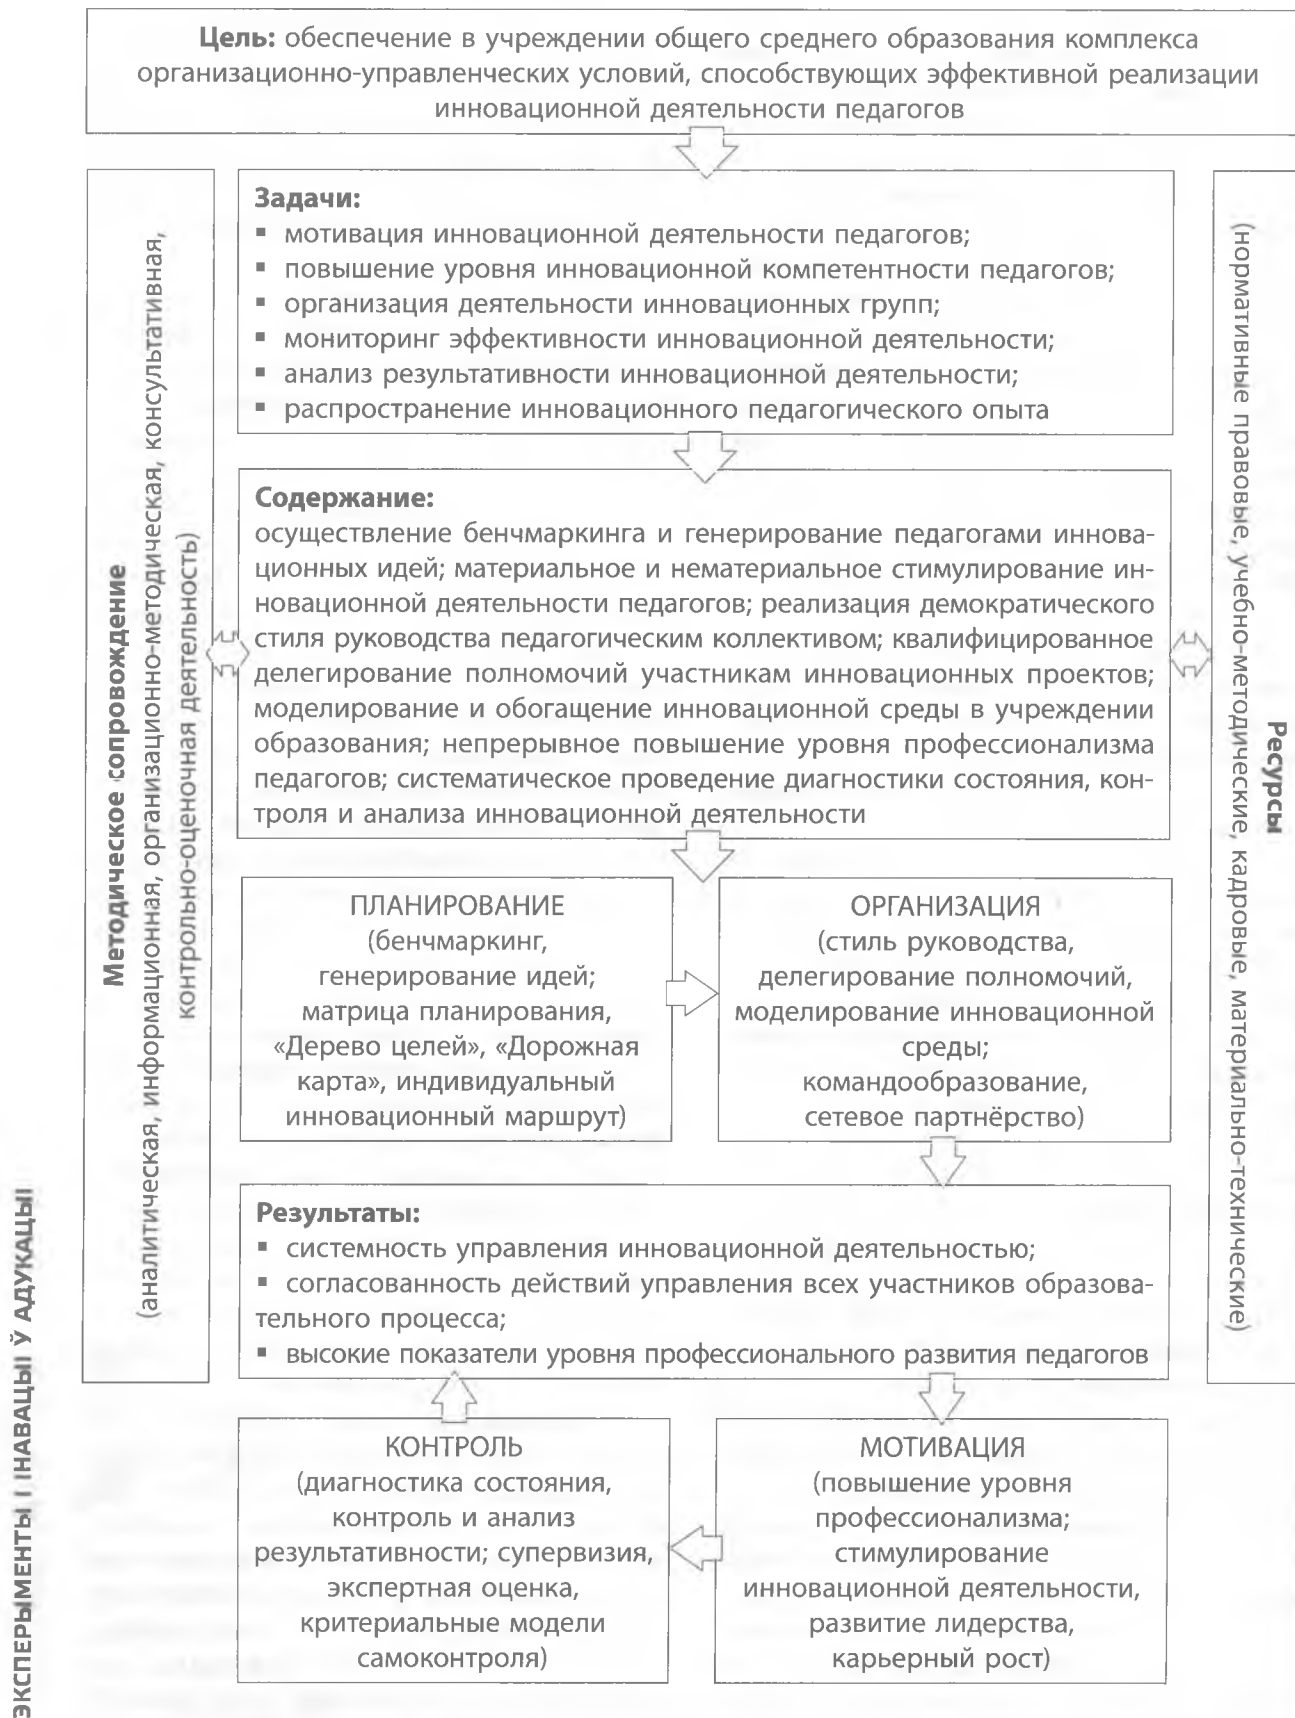 Цель: обеспечение в учреждении общего среднего образования комплекса
организационно-управленческих условий, способствующих эффективной реализации
инновационной деятельности педагогов
Методическое сопровождение
(аналитическая, информационная, организационно-методическая, консультативная,
контрольно-оценочная деятельность)
Задачи:
▪ мотивация инновационной деятельности педагогов;
▪ повышение уровня инновационной компетентности педагогов;
▪ организация деятельности инновационных групп;
▪ мониторинг эффективности инновационной деятельности;
▪ анализ результативности инновационной деятельности;
▪ распространение инновационного педагогического опыта
Содержание:
осуществление бенчмаркинга и генерирование педагогами иннова-
ционных идей; материальное и нематериальное стимулирование ин-
новационной деятельности педагогов; реализация демократического
стиля руководства педагогическим коллективом; квалифицированное
делегирование полномочий участникам инновационных проектов;
моделирование и обогащение инновационной среды в учреждении
образования; непрерывное повышение уровня профессионализма
педагогов; систематическое проведение диагностики состояния, кон-
троля и анализа инновационной деятельности
ПЛАНИРОВАНИЕ
(бенчмаркинг,
генерирование идей;
матрица планирования,
«Дерево целей», «Дорожная
карта», индивидуальный
инновационный маршрут)
ОРГАНИЗАЦИЯ
(стиль руководства,
делегирование полномочий,
моделирование инновационной
среды;
командообразование,
сетевое партнёрство)
Результаты:
▪ системность управления инновационной деятельностью;
▪ согласованность действий управления всех участников образова-
тельного процесса;
▪ высокие показатели уровня профессионального развития педагогов
КОНТРОЛЬ
(диагностика состояния,
контроль и анализ
результативности; супервизия,
экспертная оценка,
критериальные модели
самоконтроля)
МОТИВАЦИЯ
(повышение уровня
профессионализма;
стимулирование
инновационной деятельности,
развитие лидерства,
карьерный рост)
Ресурсы
(нормативные правовые, учебно-методические, кадровые, материально-технические)
ЭКСПЕРЫМЕНТЫ І ІНАВАЦЫІ Ў АДУКАЦЫІ